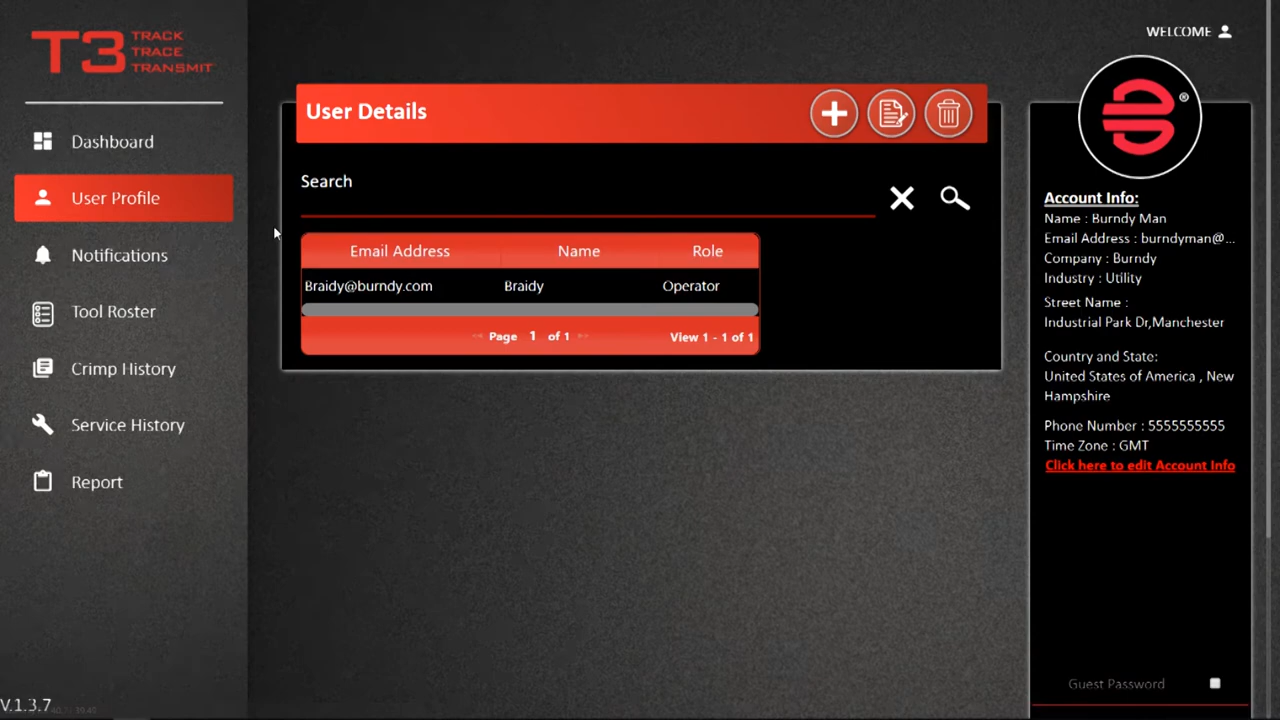 T3 TRACK
TRACE
TRANSMIT
Dashboard
User Profile
Notifications
Tool Roster
Crimp History
Service History
Report
V.1.3.7
User Details
Search
Email Address Name Role
Braidy@burndy.com Braidy Operator
Page 1 of 1 View 1 - 1 of 1
WELCOME
®
Account Info:
Name : Burndy Man
Email Address : burndyman@...
Company : Burndy
Industry : Utility
Street Name :
Industrial Park Dr,Manchester
Country and State:
United States of America , New
Hampshire
Phone Number : 5555555555
Time Zone : GMT
Click here to edit Account Info
Guest Password